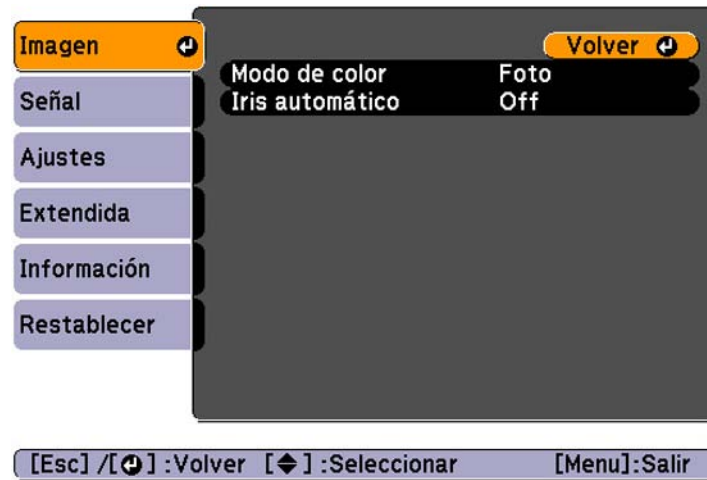 Imagen
Volver
Modo de color Foto
Iris automático Off
Señal
Ajustes
Extendida
Información
Restablecer
[Esc] /[ ] :Volver [ ] :Seleccionar [Menu]:Salir